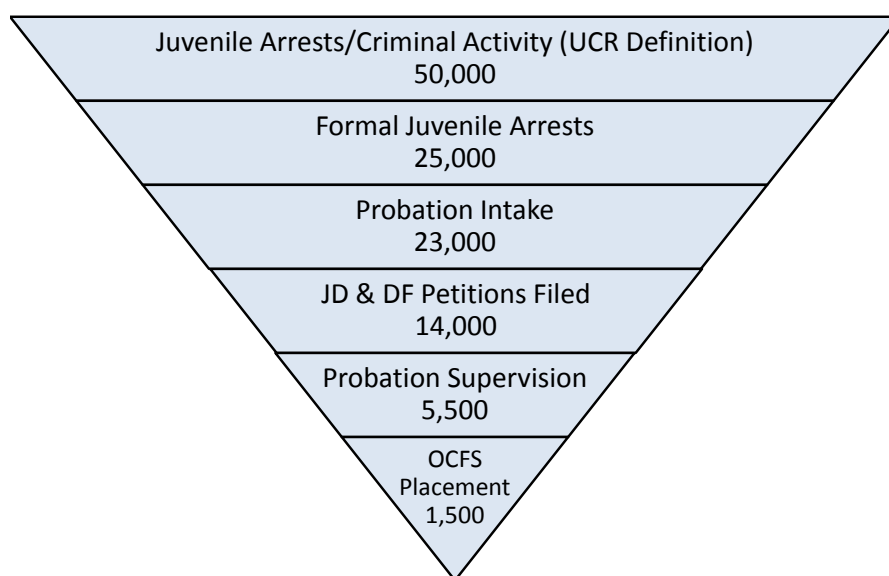 Juvenile Arrests/Criminal Activity (UCR Definition)
50,000
Formal Juvenile Arrests
25,000
Probation Intake
23,000
JD & DF Petitions Filed
14,000
Probation Supervision
5,500
OCFS
Placement
1,500